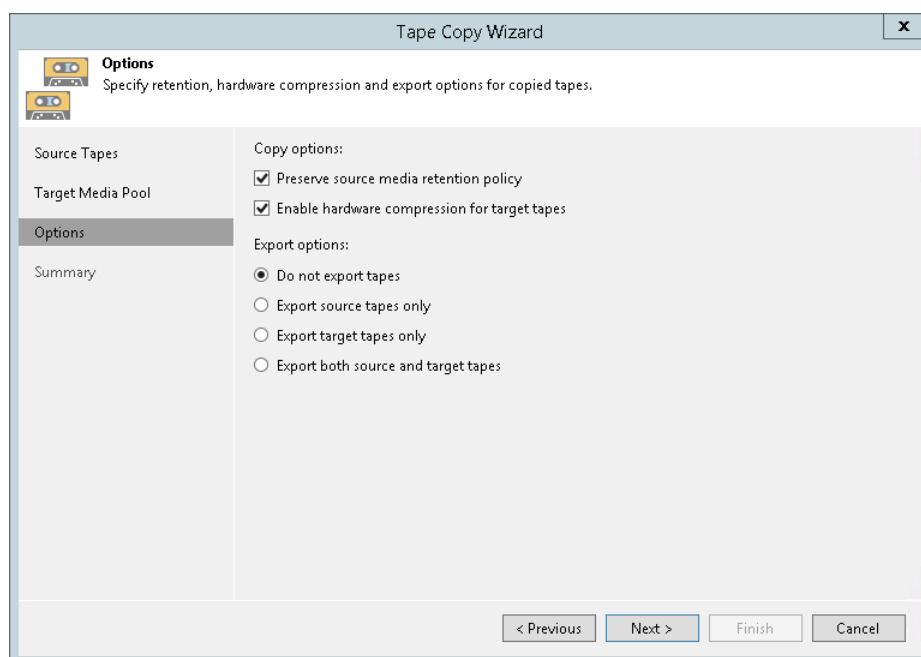 Tape Copy Wizard
x
Options
Specify retention, hardware compression and export options for copied tapes.
Source Tapes
Target Media Pool
Options
Summary
Copy options:
Preserve source media retention policy
Enable hardware compression for target tapes
Export options:
Do not export tapes
Export source tapes only
Export target tapes only
Export both source and target tapes
< Previous
Next >
Finish
Cancel